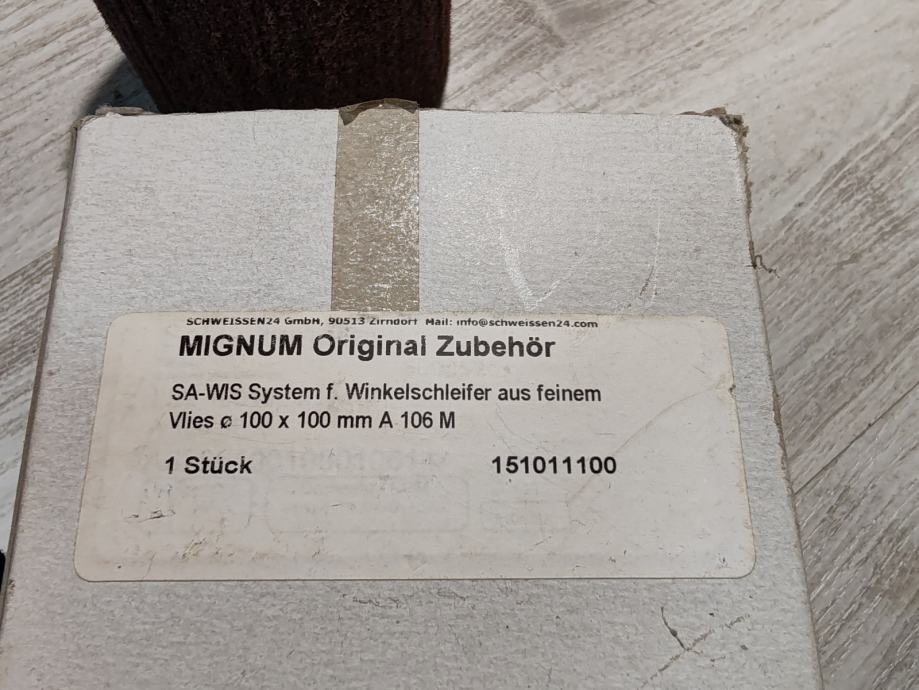 SCHWEISSEN24 GmbH, 90513 Zirndorf Mail: info@schweissen24.com
MIGNUM Original Zubehör
SA-WIS System f. Winkelschleifer aus feinem
Vlies ø 100 x 100 mm A 106 M
1 Stück 151011100